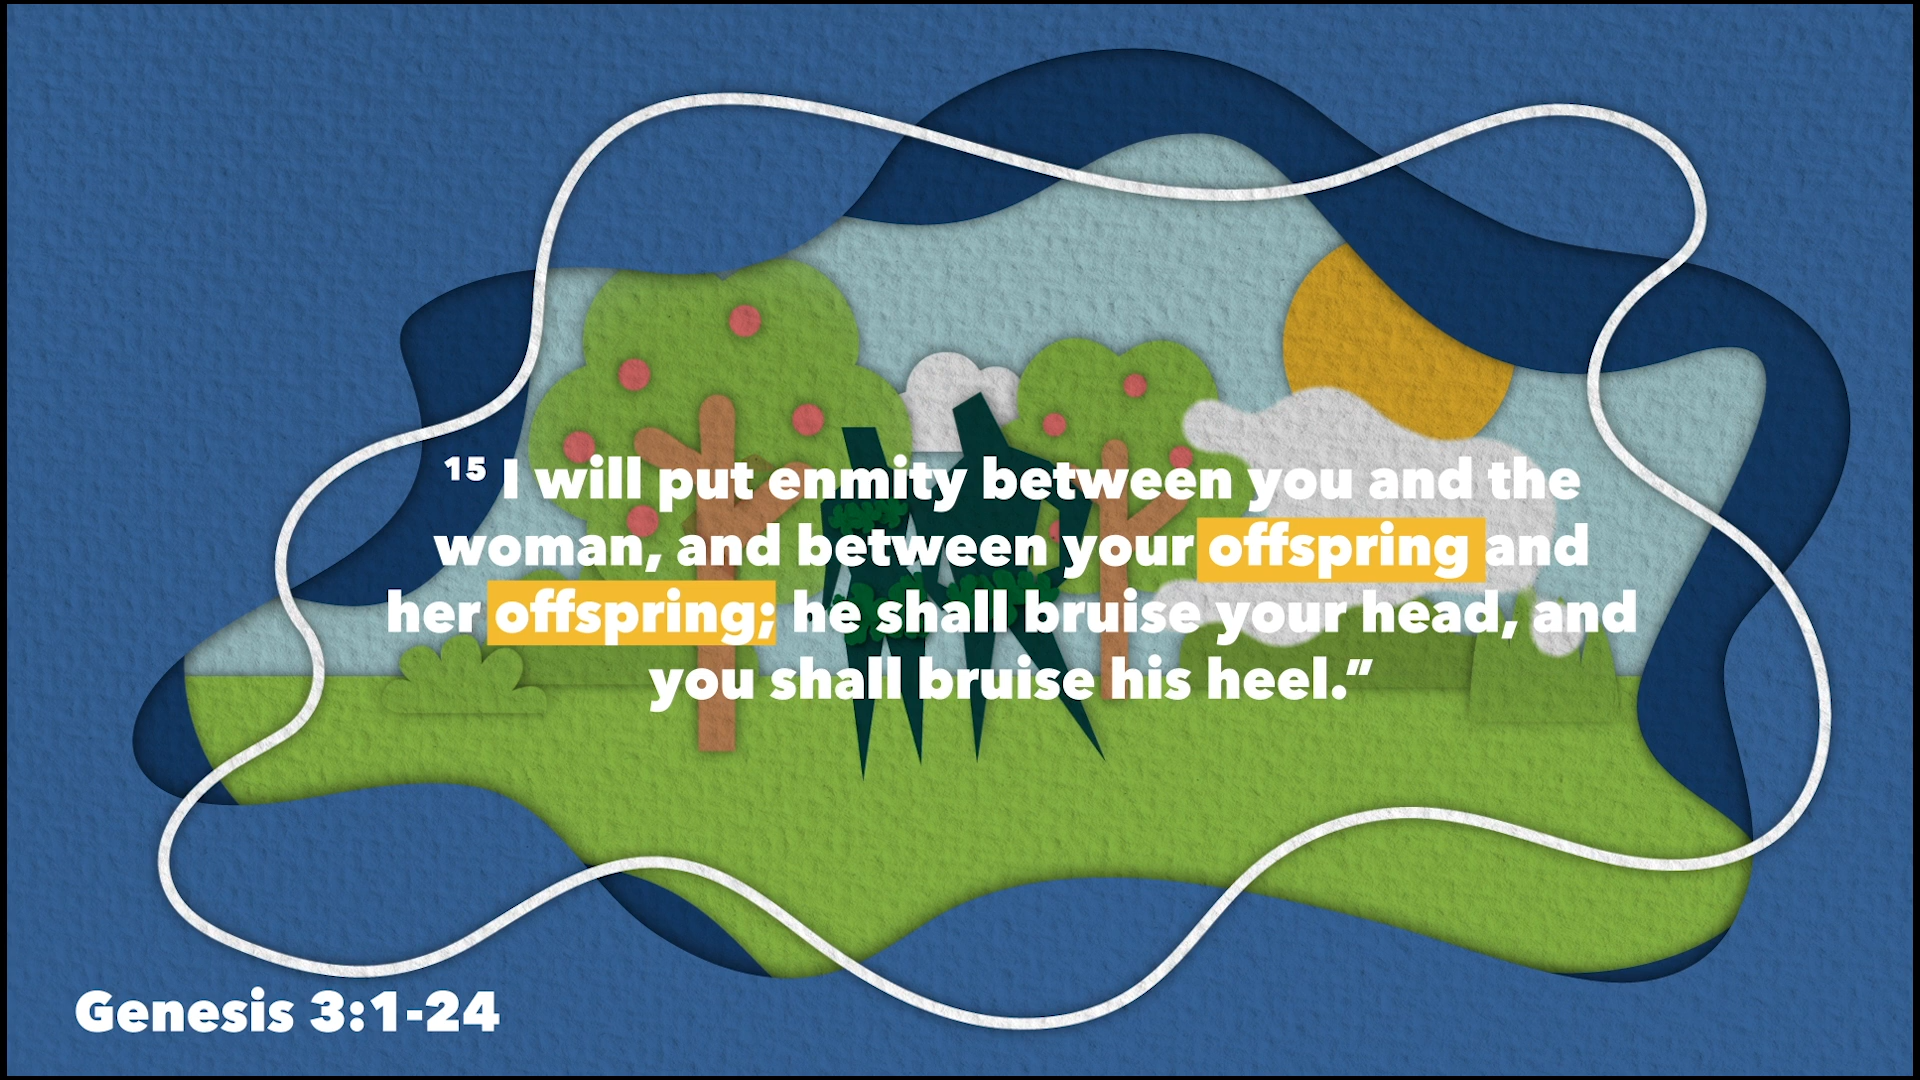 ¹⁵ I will put enmity between you and the
woman, and between your offspring and
her offspring; he shall bruise your head, and
you shall bruise his heel.”
Genesis 3:1-24